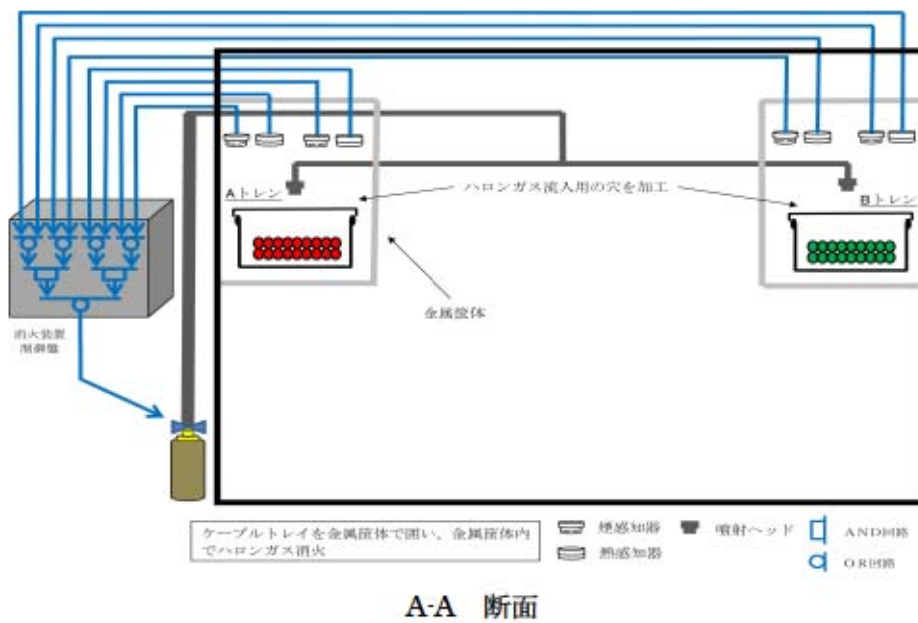 Aトレン
ハロンガス流入用の穴を加工
Bトレン
金属筐体
消火装置
制御盤
ケーブルトレイを金属筐体で囲い，金属筐体内
でハロンガス消火
煙感知器
熱感知器
噴射ヘッド
AND回路
OR回路
A-A 断面